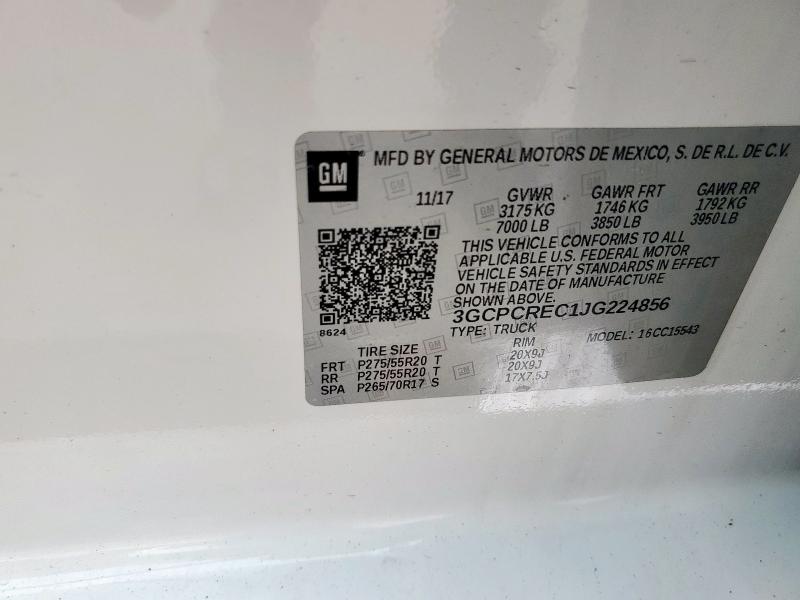 GM
MFD BY GENERAL MOTORS DE MEXICO, S. DE R.L. DE C.V.
11/17 GVWR GAWR FRT GAWR RR
3175 KG 1746 KG 1792 KG
7000 LB 3850 LB 3950 LB
THIS VEHICLE CONFORMS TO ALL
APPLICABLE U.S. FEDERAL MOTOR
VEHICLE SAFETY STANDARDS IN EFFECT
ON THE DATE OF MANUFACTURE
SHOWN ABOVE.
8624
3GCPCREC1JG224856
TYPE: TRUCK MODEL: 16CC15543
TIRE SIZE RIM
FRT P275/55R20 T 20X9J
RR P275/55R20 T 20X9J
SPA P265/70R17 S 17X7.5J